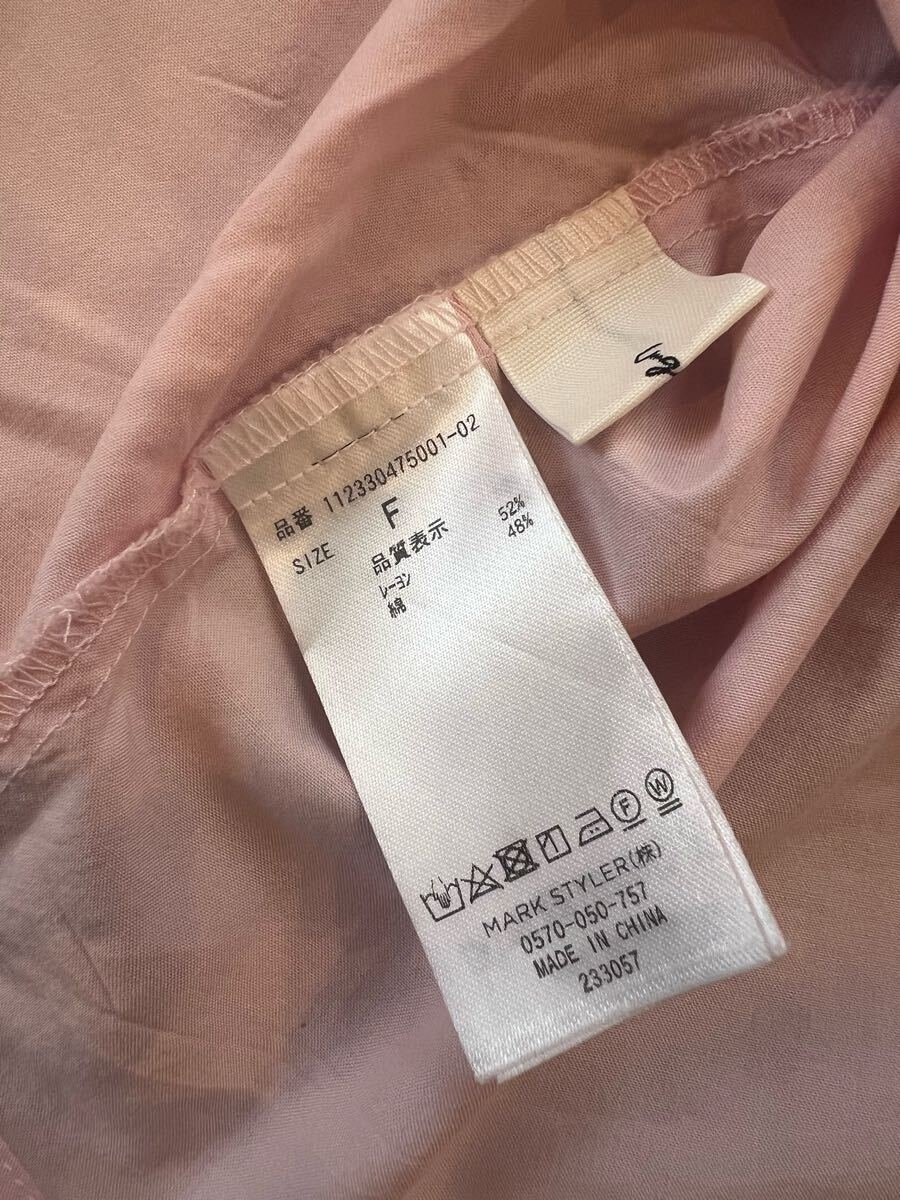 品番 112330475001-02
SIZE F
品質表示
レーヨン 52%
綿 48%
F W
MARK STYLER(株)
0570-050-757
MADE IN CHINA
233057